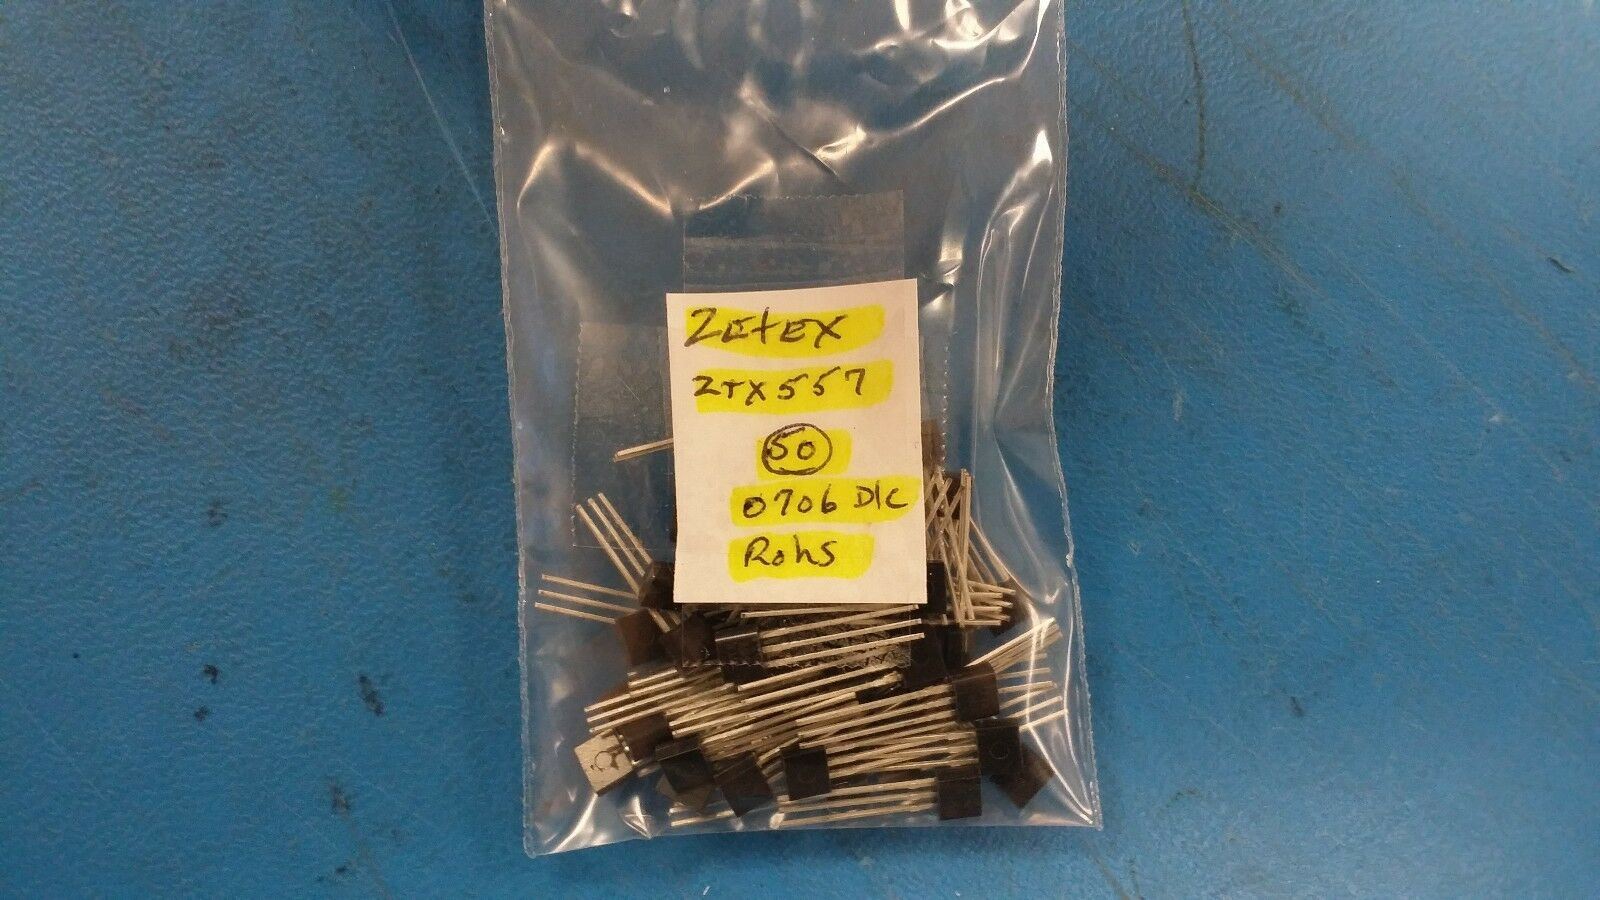 ZETEX
ZTX557
50
0706 D/C
RohS